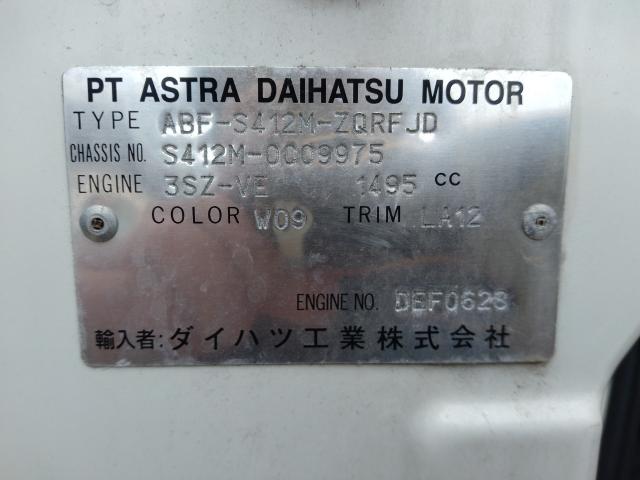 PT ASTRA DAIHATSU MOTOR
TYPE ABF-S412M-ZQRFJD
CHASSIS NO. S412M-0009975
ENGINE 3SZ-VE 1495 cc
COLOR W09 TRIM LA12
ENGINE NO. DEF0628
輸入者: ダイハツ工業株式会社